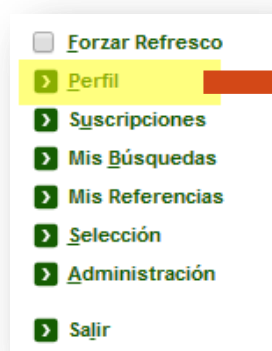 Forzar Refresco
Perfil
Suscripciones
Mis Búsquedas
Mis Referencias
Selección
Administración
Salir